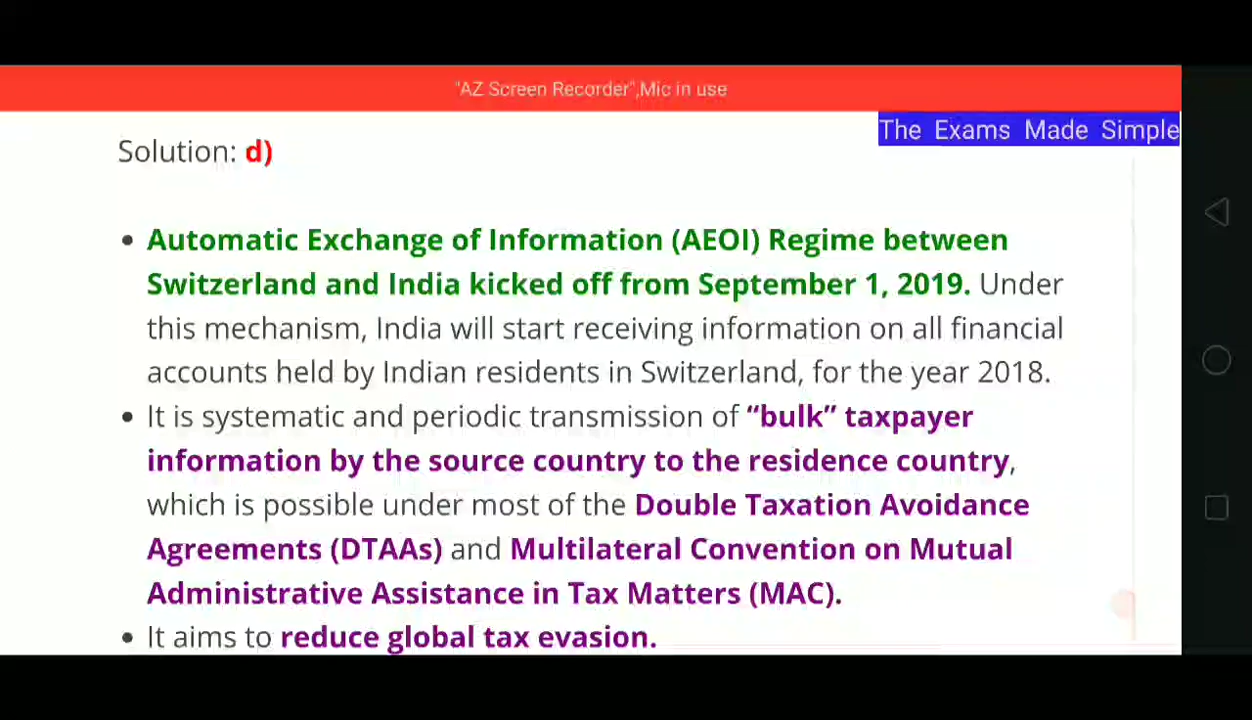 "AZ Screen Recorder",Mic in use
The Exams Made Simple
Solution: d)
Automatic Exchange of Information (AEOI) Regime between
Switzerland and India kicked off from September 1, 2019. Under
this mechanism, India will start receiving information on all financial
accounts held by Indian residents in Switzerland, for the year 2018.
It is systematic and periodic transmission of “bulk” taxpayer
information by the source country to the residence country,
which is possible under most of the Double Taxation Avoidance
Agreements (DTAAs) and Multilateral Convention on Mutual
Administrative Assistance in Tax Matters (MAC).
It aims to reduce global tax evasion.